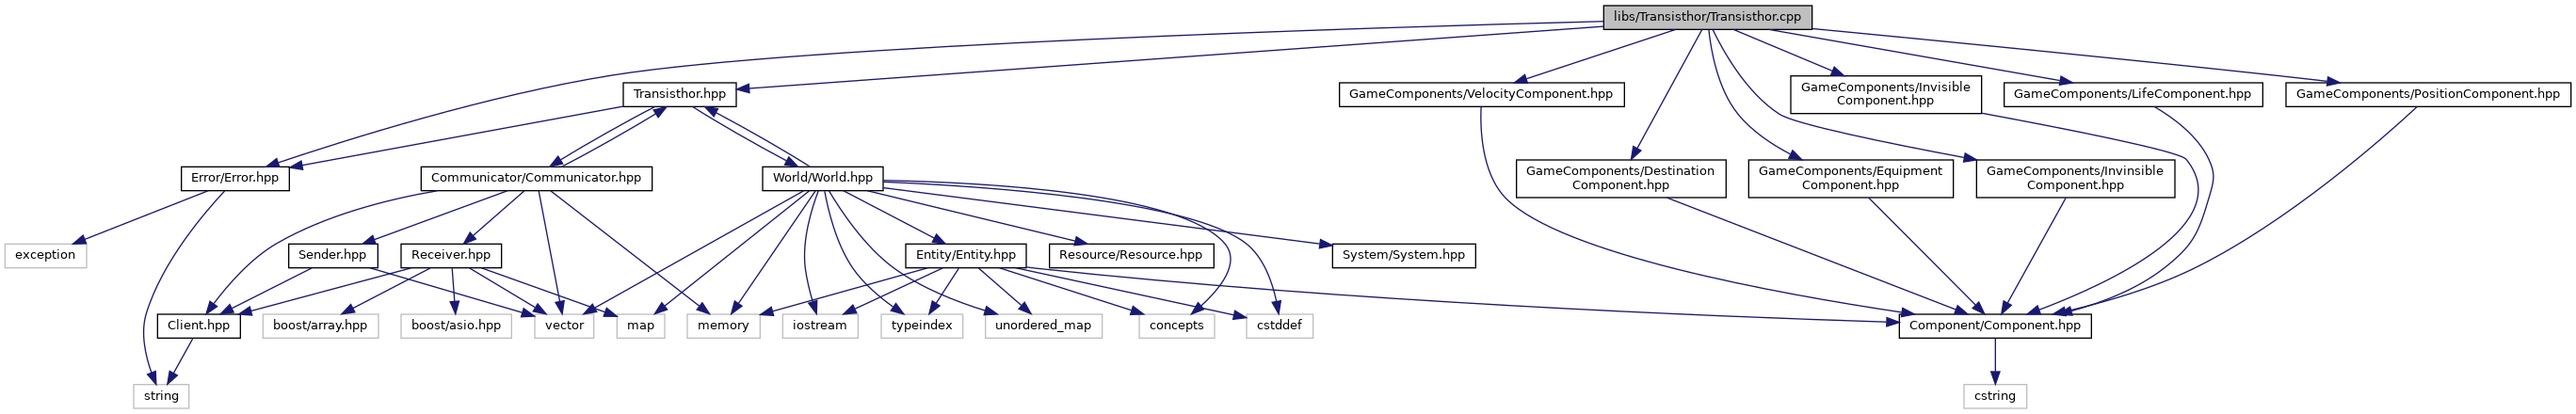 libs/Transisthor/Transisthor.cpp
Transisthor.hpp
GameComponents/VelocityComponent.hpp
GameComponents/Invisible
Component.hpp
GameComponents/LifeComponent.hpp
GameComponents/PositionComponent.hpp
Error/Error.hpp
Communicator/Communicator.hpp
World/World.hpp
GameComponents/Destination
Component.hpp
GameComponents/Equipment
Component.hpp
GameComponents/Invinsible
Component.hpp
exception
Sender.hpp
Receiver.hpp
Entity/Entity.hpp
Resource/Resource.hpp
System/System.hpp
Client.hpp
boost/array.hpp
boost/asio.hpp
vector
map
memory
iostream
typeindex
unordered_map
concepts
cstddef
Component/Component.hpp
string
cstring